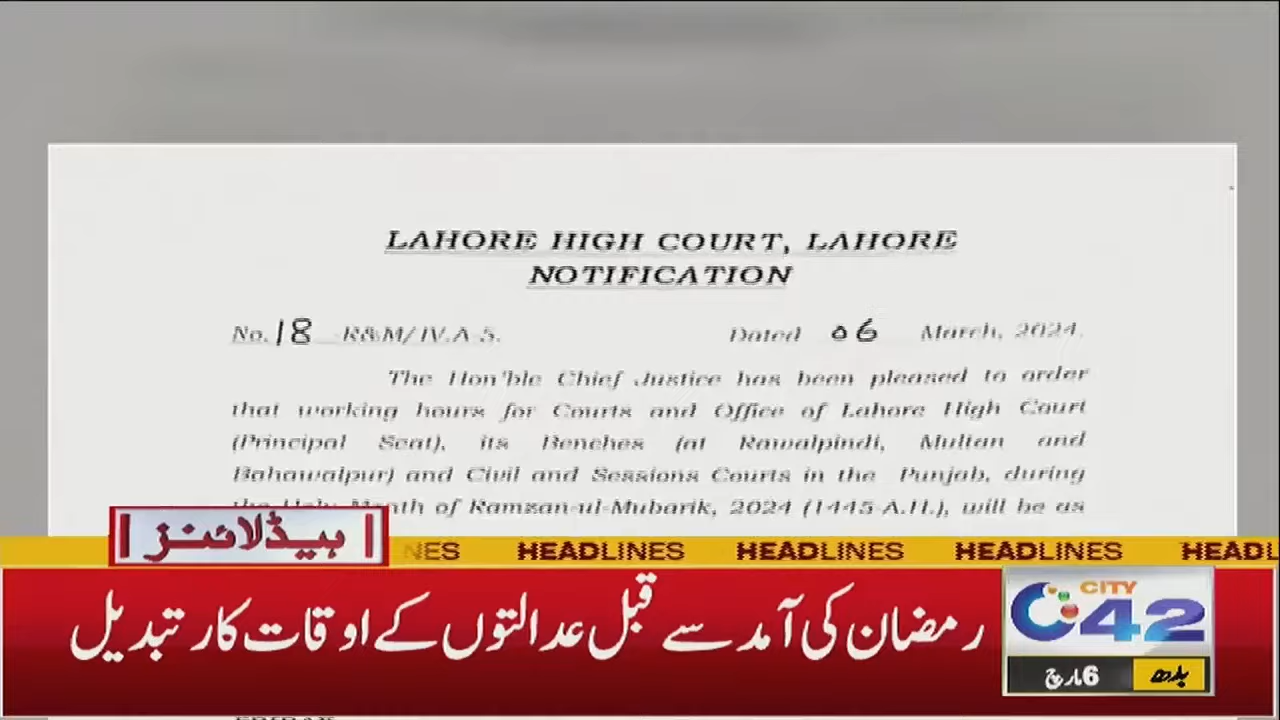 LAHORE HIGH COURT, LAHORE
NOTIFICATION
No. 18 R&M/IV.A-5. Dated 06 March, 2024.
The Hon'ble Chief Justice has been pleased to order
that working hours for Courts and Office of Lahore High Court
(Principal Seat), its Benches (at Rawalpindi, Multan and
Bahawalpur) and Civil and Sessions Courts in the Punjab, during
the Holy Month of Ramzan-ul-Mubarik, 2024 (1445-A.H.), will be as
ہیڈلائنز
NES HEADLINES HEADLINES HEADLINES HEADL
رمضان کی آمد سے قبل عدالتوں کے اوقات کار تبدیل
CITY
42
بدھ 6 مارچ